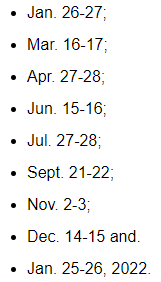 • Jan. 26-27;
• Mar. 16-17;
• Apr. 27-28;
• Jun. 15-16;
• Jul. 27-28;
• Sept. 21-22;
• Nov. 2-3;
• Dec. 14-15 and.
• Jan. 25-26, 2022.